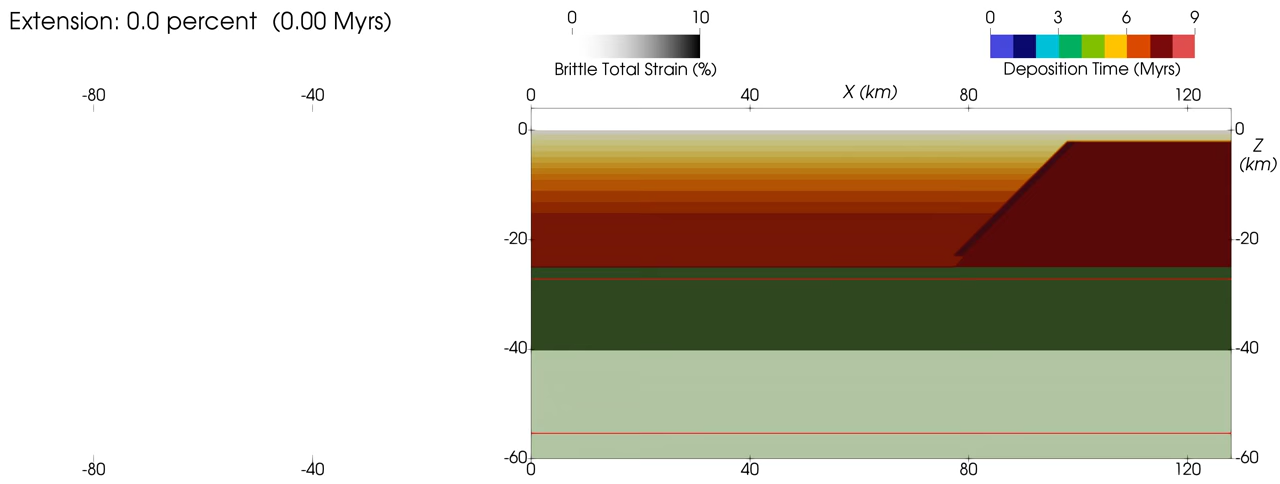 Extension: 0.0 percent  (0.00 Myrs)
0 10
Brittle Total Strain (%)
0 3 6 9
Deposition Time (Myrs)
-80 -40 0 40 X (km) 80 120
0 0
Z
(km)
-20 -20
-40 -40
-60 -60
-80 -40 0 40 80 120